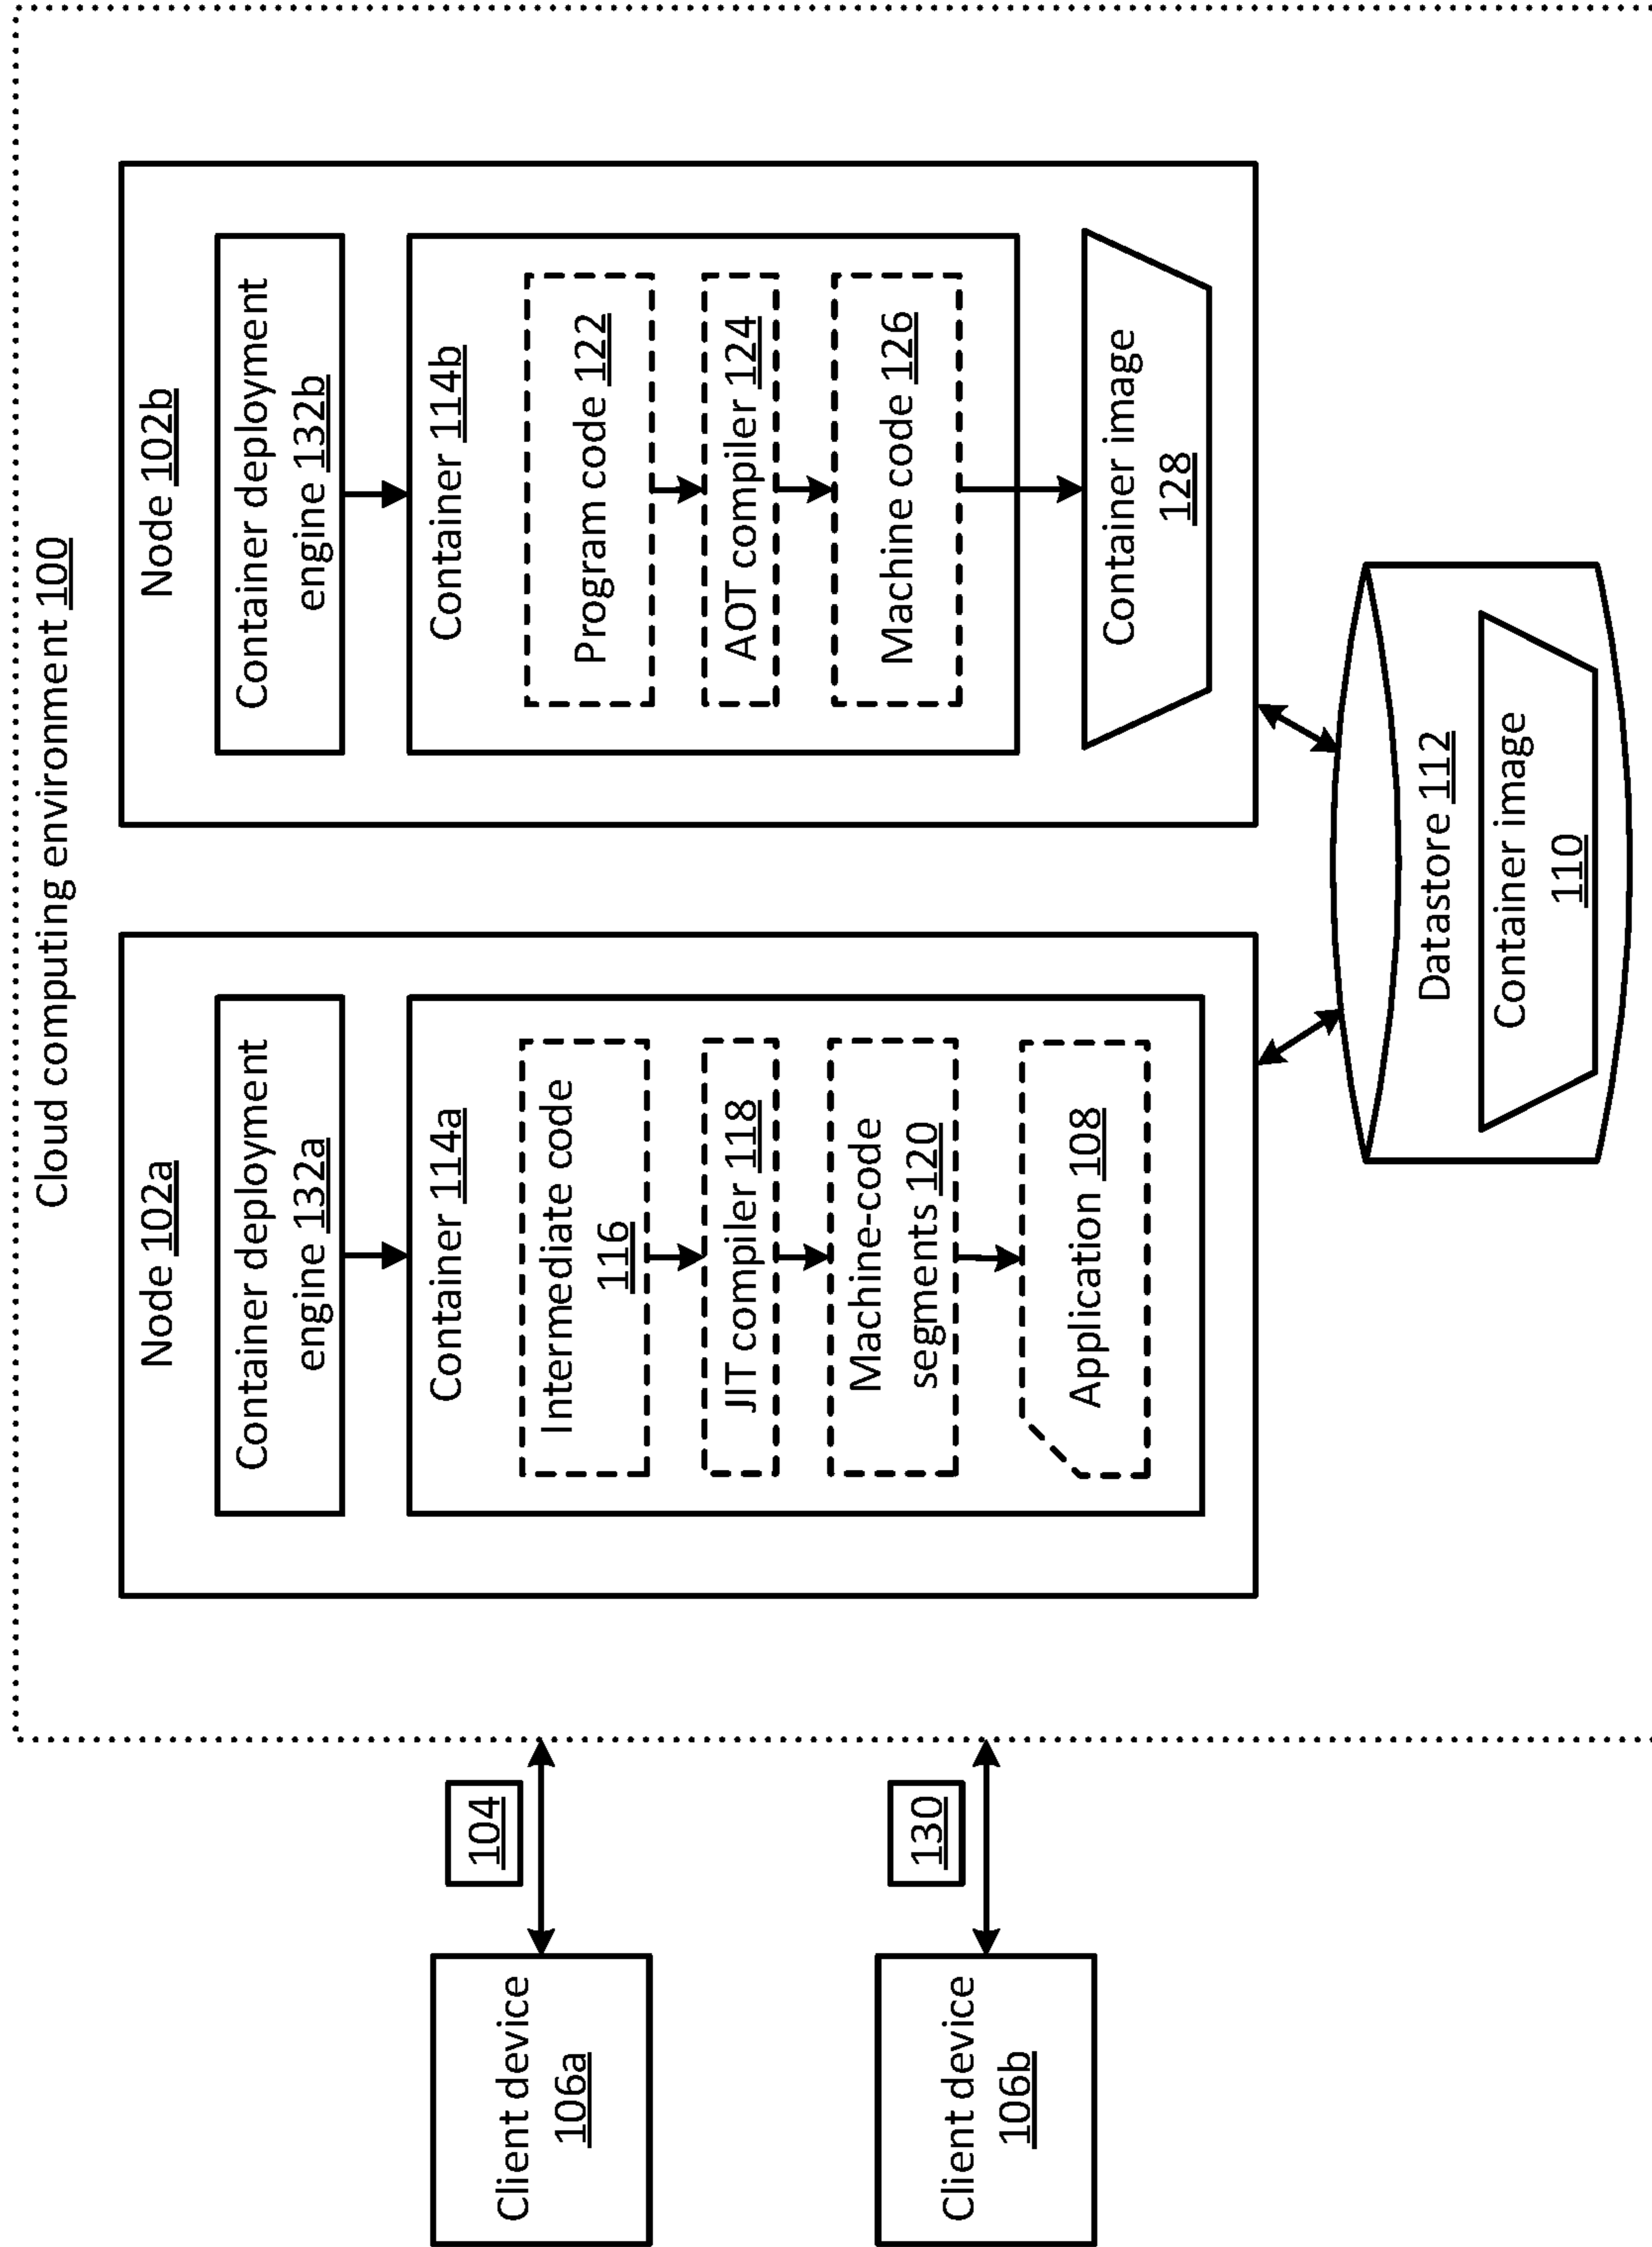 Cloud computing environment 100
Client device
106a
104
Client device
106b
130
Node 102a
Container deployment
engine 132a
Container 114a
Intermediate code
116
JIT compiler 118
Machine-code
segments 120
Application 108
Node 102b
Container deployment
engine 132b
Container 114b
Program code 122
AOT compiler 124
Machine code 126
Container image
128
Datastore 112
Container image
110